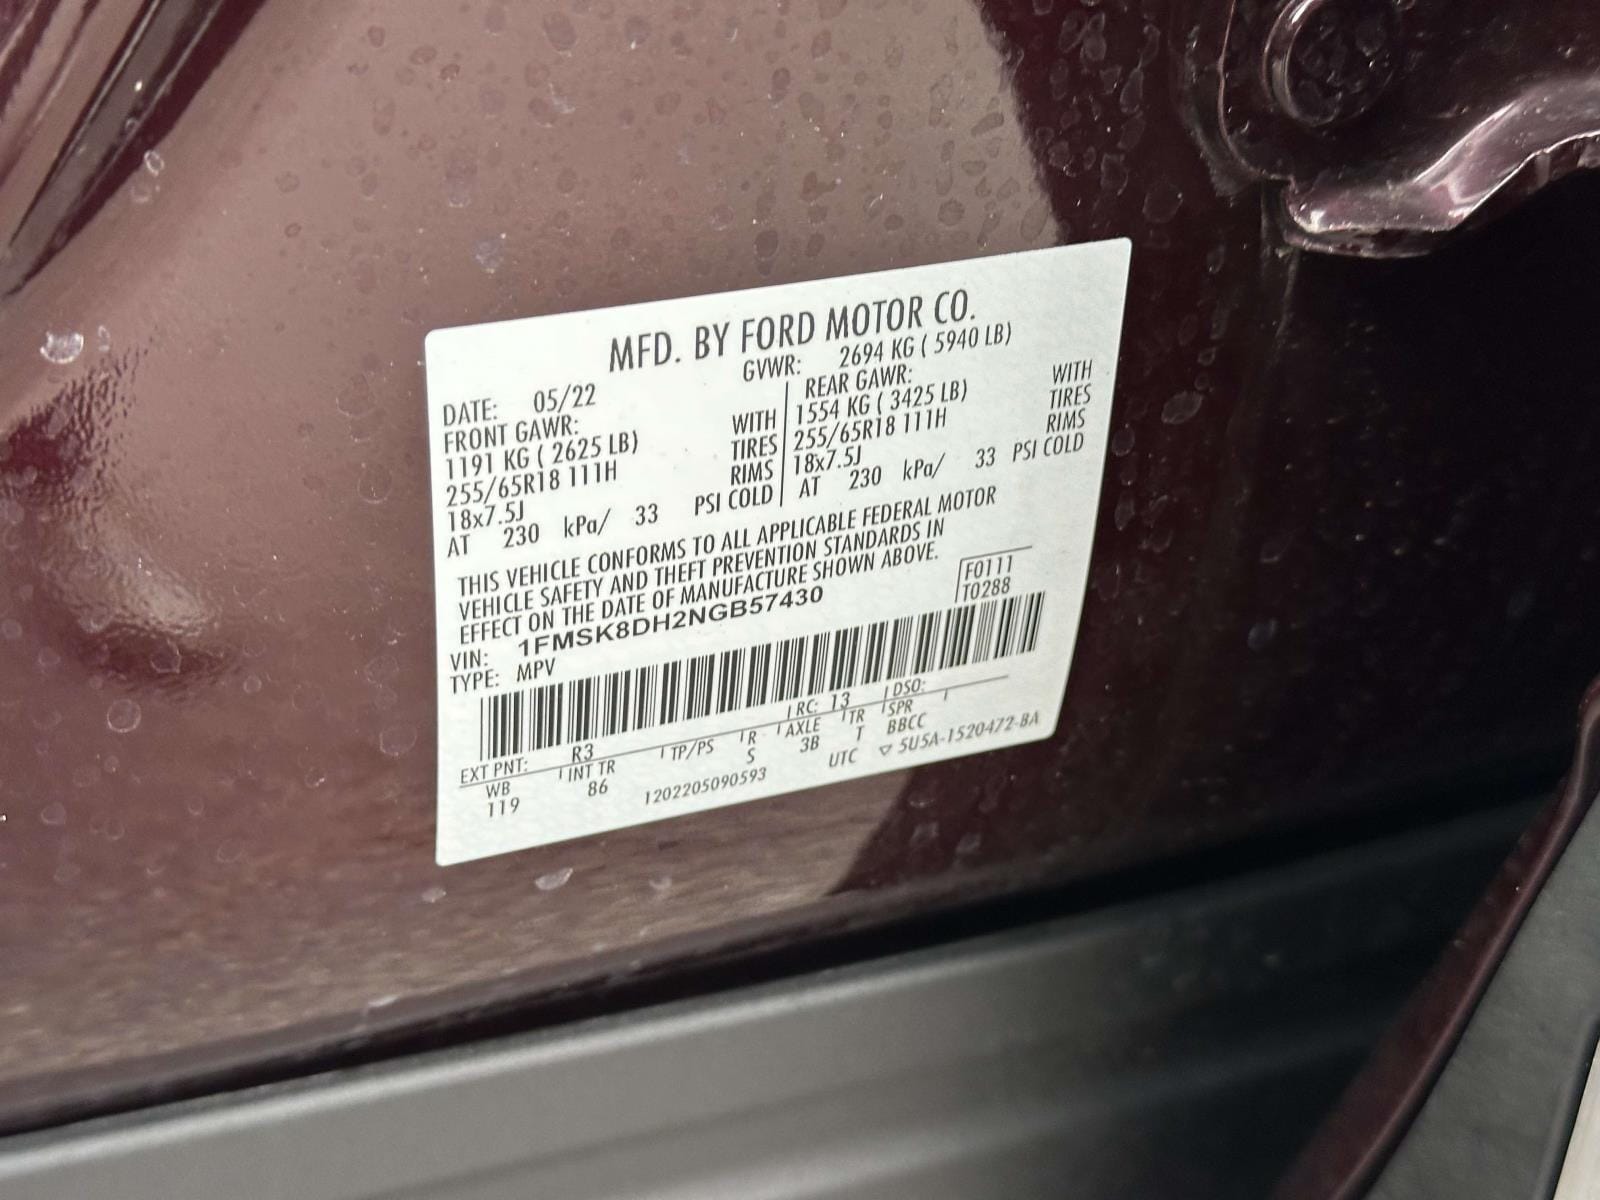 MFD. BY FORD MOTOR CO.
DATE: 05/22 GVWR: 2694 KG ( 5940 LB)
FRONT GAWR: REAR GAWR:
1191 KG ( 2625 LB) WITH 1554 KG ( 3425 LB) WITH
255/65R18 111H TIRES 255/65R18 111H TIRES
18x7.5J RIMS 18x7.5J RIMS
AT 230 kPa/ 33 PSI COLD AT 230 kPa/ 33 PSI COLD
THIS VEHICLE CONFORMS TO ALL APPLICABLE FEDERAL MOTOR
VEHICLE SAFETY AND THEFT PREVENTION STANDARDS IN
EFFECT ON THE DATE OF MANUFACTURE SHOWN ABOVE.
F0111
VIN: 1FMSK8DH2NGB57430 T0288
TYPE: MPV
EXT PNT: R3 RC: 13 DSO:
WB INT TR TP/PS R AXLE TR SPR
119 86 S 3B T BBCC
1202205090593 UTC ▽ 5U5A-1520472-BA